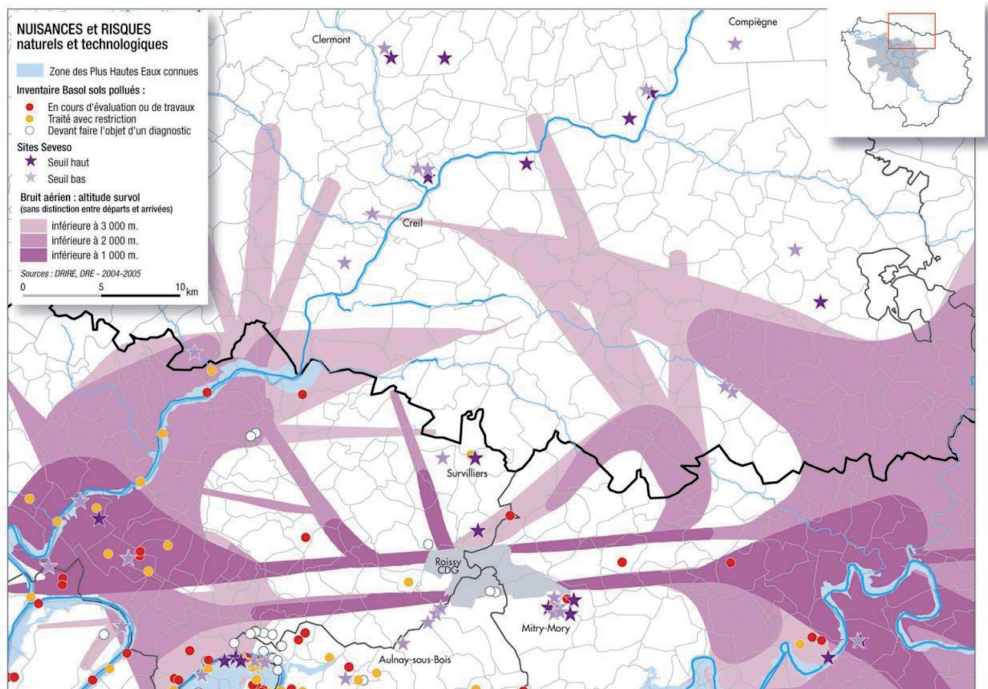 NUISANCES et RISQUES
naturels et technologiques
Zone des Plus Hautes Eaux connues
Inventaire Basol sols pollués :
En cours d'évaluation ou de travaux
Traité avec restriction
Devant faire l'objet d'un diagnostic
Sites Seveso
Seuil haut
Seuil bas
Bruit aérien : altitude survol
(sans distinction entre départs et arrivées)
inférieure à 3 000 m.
inférieure à 2 000 m.
inférieure à 1 000 m.
Sources : DRIRE, DRE - 2004-2005
0 5 10 km
Clermont
Compiègne
Creil
Survilliers
Roissy
CDG
Mitry-Mory
Aulnay-sous-Bois